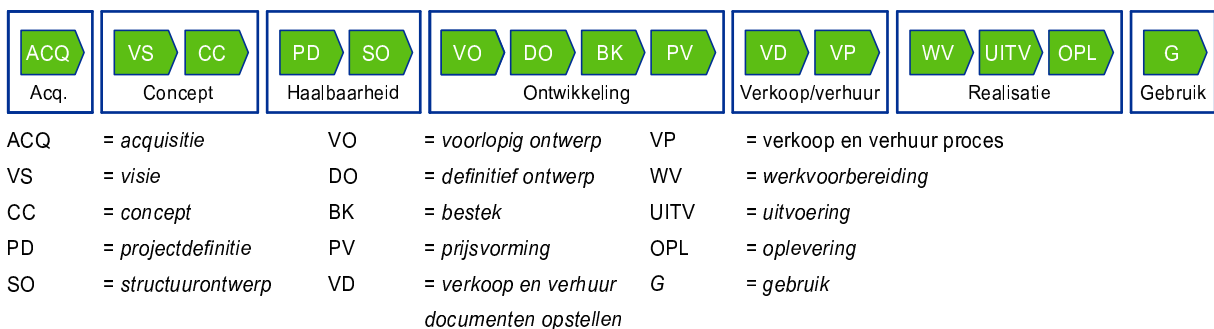 ACQ VS CC PD SO VO DO BK PV VD VP WV UITV OPL G
Acq. Concept Haalbaarheid Ontwikkeling Verkoop/verhuur Realisatie Gebruik
ACQ = acquisitie VO = voorlopig ontwerp VP = verkoop en verhuur proces
VS = visie DO = definitief ontwerp WV = werkvoorbereiding
CC = concept BK = bestek UITV = uitvoering
PD = projectdefinitie PV = prijsvorming OPL = oplevering
SO = structuurontwerp VD = verkoop en verhuur G = gebruik
documenten opstellen